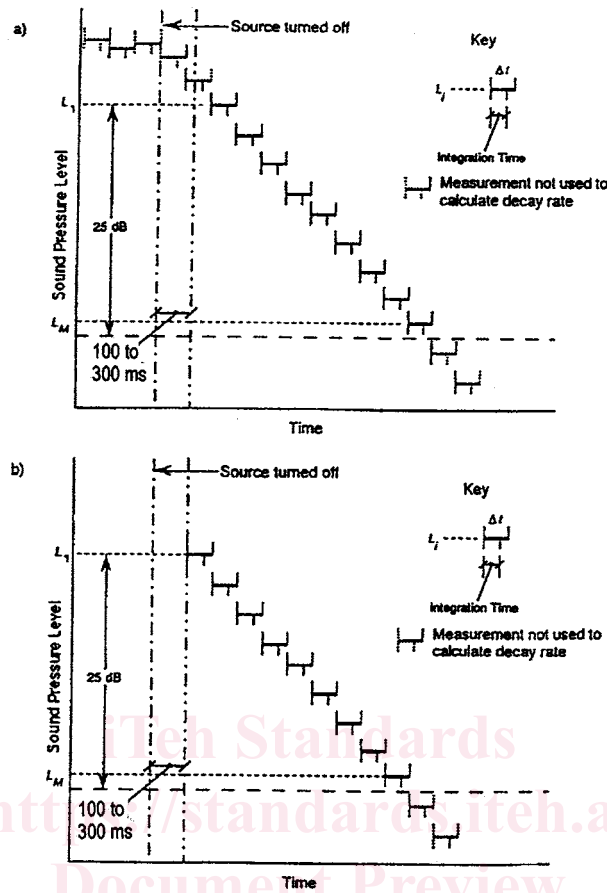 a)
Source turned off
Key
Δt
L₁
Lᵢ
Integration Time
Measurement not used to
calculate decay rate
Sound Pressure Level
25 dB
L_M
100 to
300 ms
Time
b)
Source turned off
Key
Δt
L₁
Lᵢ
Integration Time
Measurement not used to
calculate decay rate
Sound Pressure Level
25 dB
iTeh Standards
L_M
100 to
300 ms
https://standards.iteh.a
Time
Document Preview